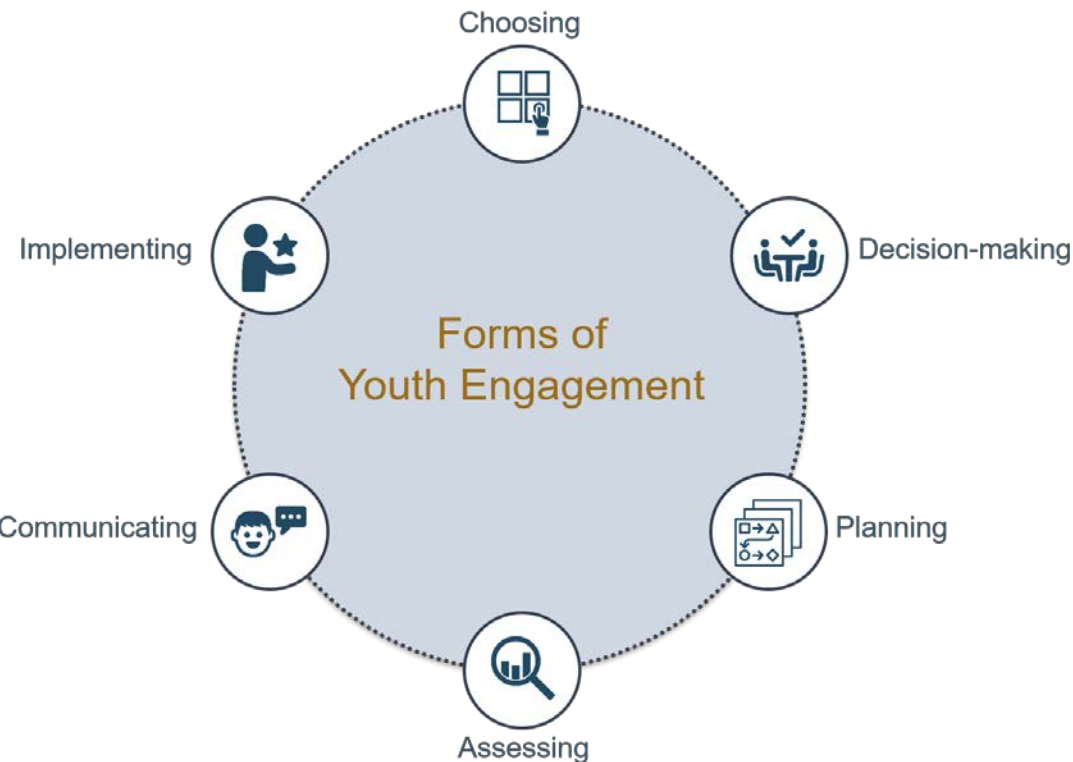 Choosing
Implementing
Decision-making
Forms of
Youth Engagement
Communicating
Planning
Assessing